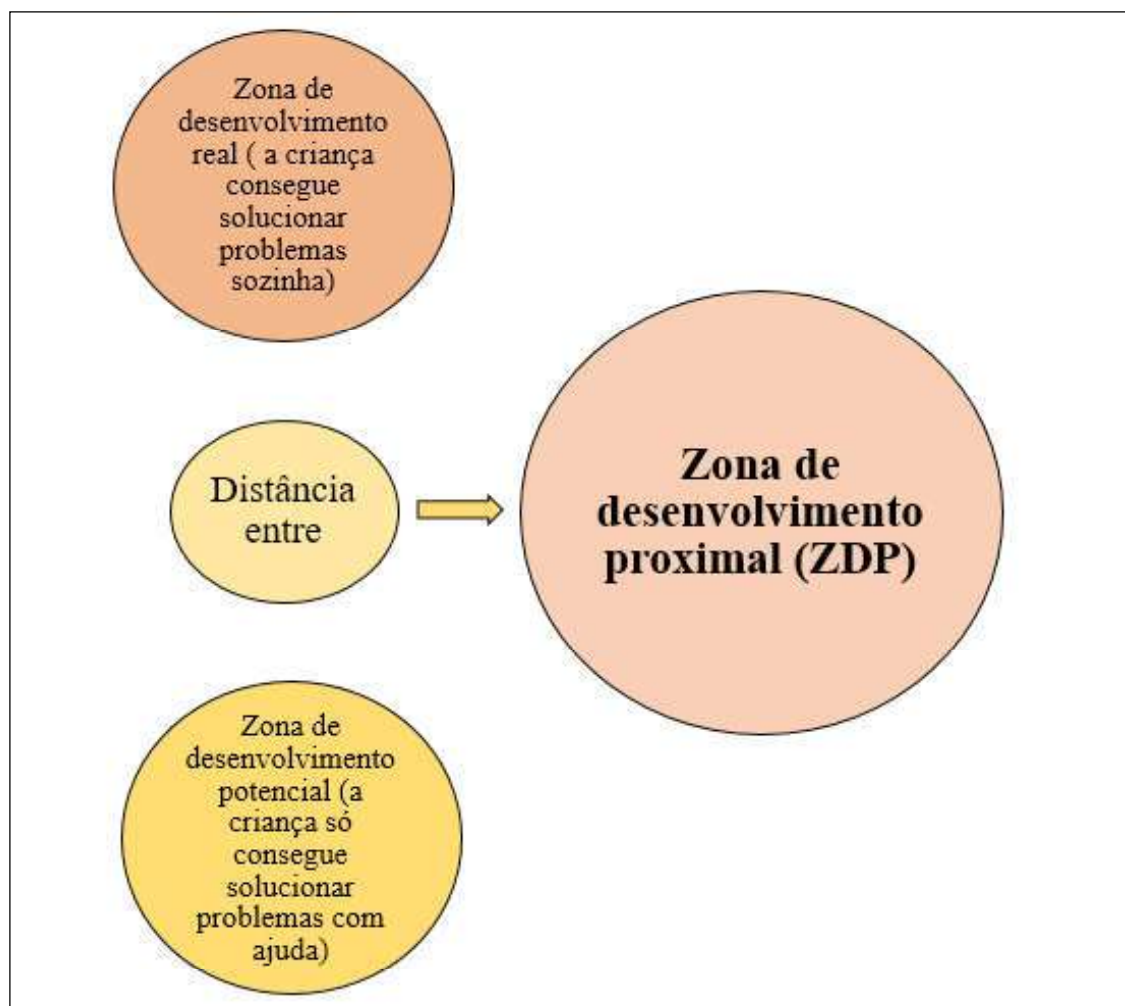 Zona de
desenvolvimento
real ( a criança
consegue
solucionar
problemas
sozinha)
Distância
entre
Zona de
desenvolvimento
potencial (a
criança só
consegue
solucionar
problemas com
ajuda)
Zona de
desenvolvimento
proximal (ZDP)